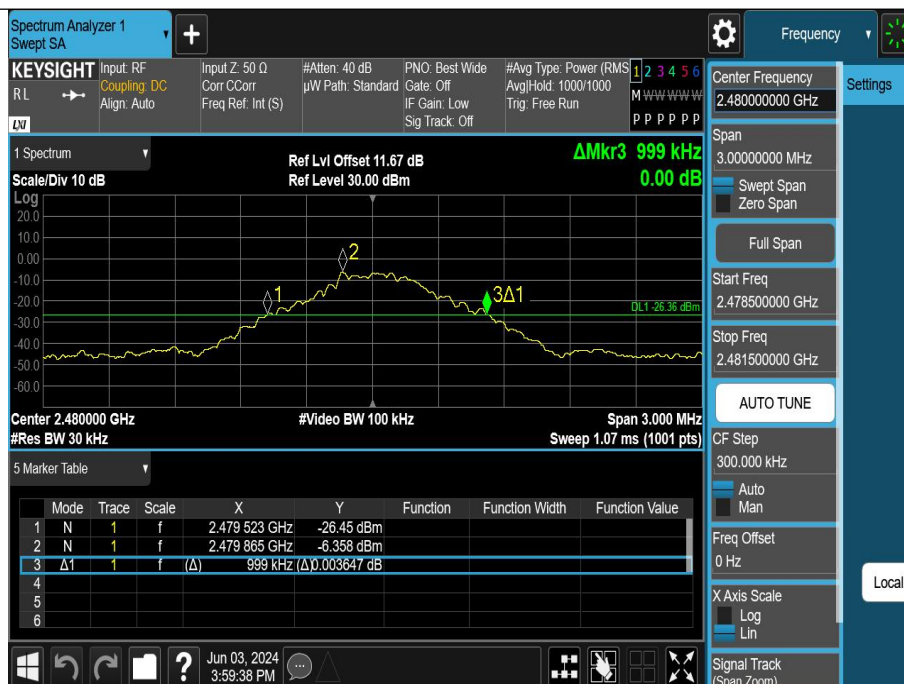 Spectrum Analyzer 1
Swept SA
Frequency
KEYSIGHT
RL
LXI
Input: RF
Coupling: DC
Align: Auto
Input Z: 50 Ω
Corr CCorr
Freq Ref: Int (S)
#Atten: 40 dB
µW Path: Standard
PNO: Best Wide
Gate: Off
IF Gain: Low
Sig Track: Off
#Avg Type: Power (RMS
Avg|Hold: 1000/1000
Trig: Free Run
1 2 3 4 5 6
M W W W W W
P P P P P P
1 Spectrum
Scale/Div 10 dB
Ref Lvl Offset 11.67 dB
Ref Level 30.00 dBm
ΔMkr3 999 kHz
0.00 dB
Log
20.0
10.0
0.00
-10.0
-20.0
-30.0
-40.0
-50.0
-60.0
1
2
3Δ1
DL1 -26.36 dBm
Center 2.480000 GHz
#Res BW 30 kHz
#Video BW 100 kHz
Span 3.000 MHz
Sweep 1.07 ms (1001 pts)
5 Marker Table
Mode Trace Scale X Y Function Function Width Function Value
1 N 1 f 2.479 523 GHz -26.45 dBm
2 N 1 f 2.479 865 GHz -6.358 dBm
3 Δ1 1 f (Δ) 999 kHz (Δ)0.003647 dB
4
5
6
?
Jun 03, 2024
3:59:38 PM
Center Frequency
2.480000000 GHz
Span
3.00000000 MHz
Swept Span
Zero Span
Full Span
Start Freq
2.478500000 GHz
Stop Freq
2.481500000 GHz
AUTO TUNE
CF Step
300.000 kHz
Auto
Man
Freq Offset
0 Hz
X Axis Scale
Log
Lin
Signal Track
(Span Zoom)
Settings
Local